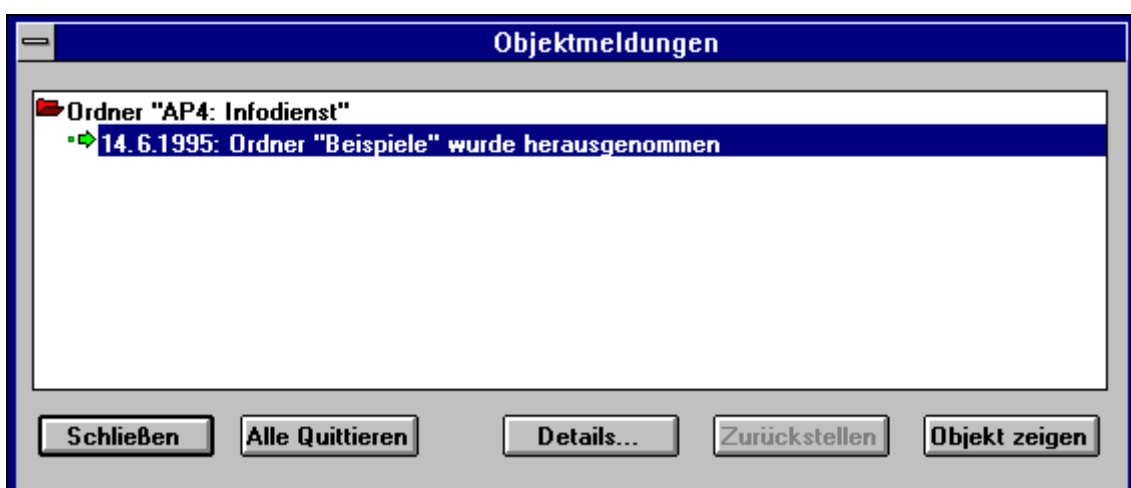 Objektmeldungen
Ordner "AP4: Infodienst"
14.6.1995: Ordner "Beispiele" wurde herausgenommen
Schließen Alle Quittieren Details... Zurückstellen Objekt zeigen